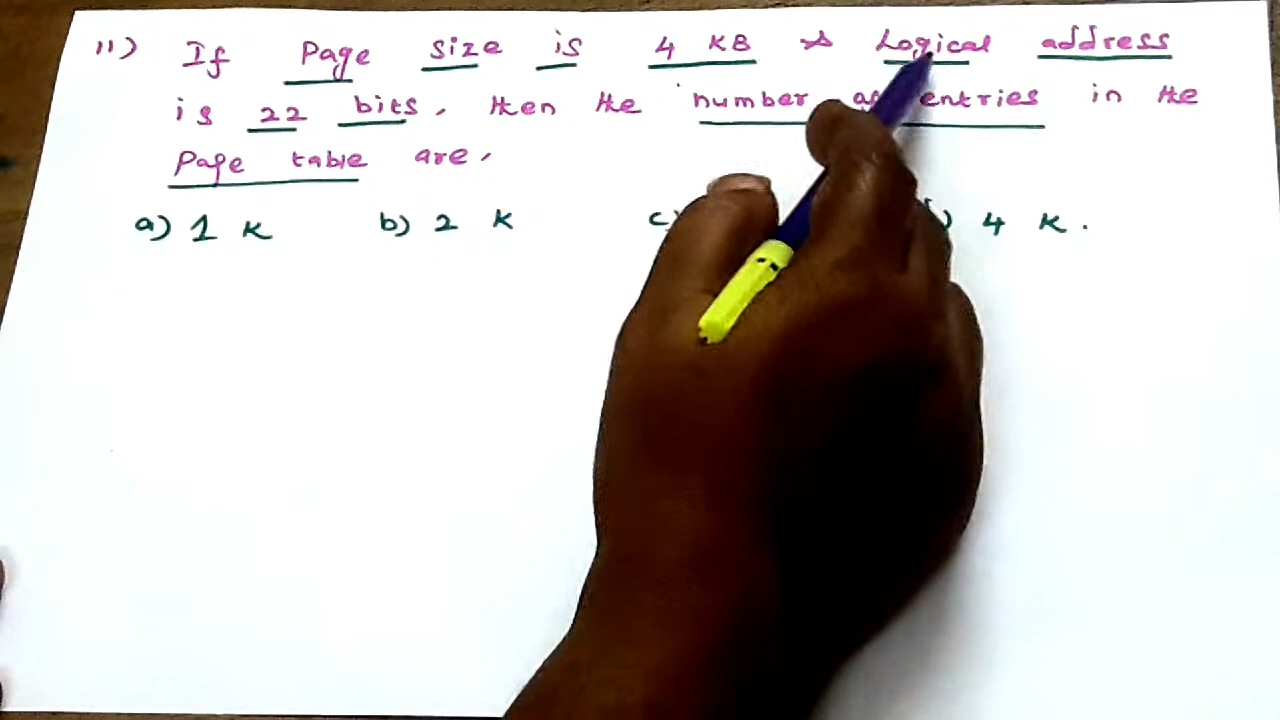 11) If Page size is 4 KB & Logical address
is 22 bits, then the number of entries in the
Page table are,
a) 1 K b) 2 K c) d) 4 K.